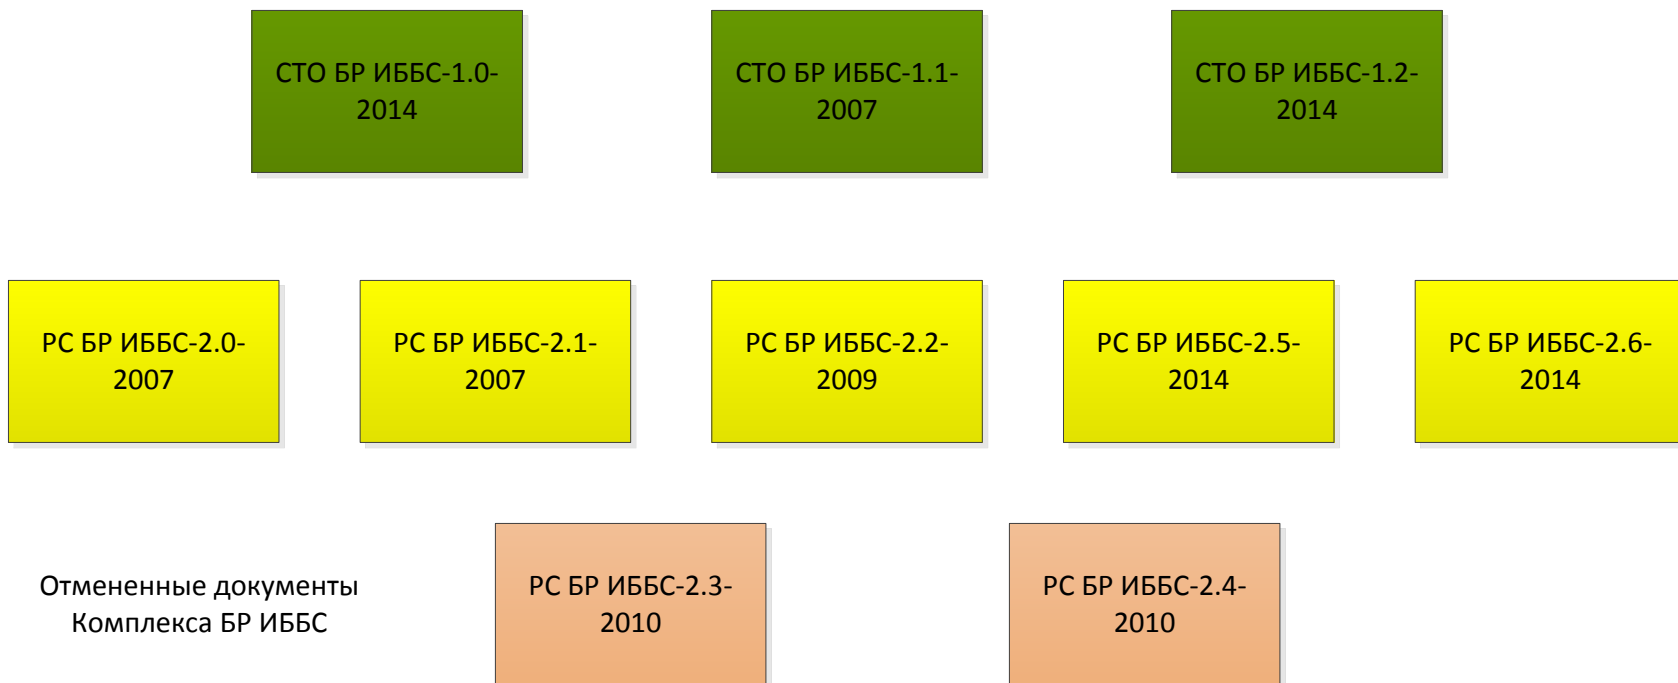 СТО БР ИББС-1.0-
2014
СТО БР ИББС-1.1-
2007
СТО БР ИББС-1.2-
2014
РС БР ИББС-2.0-
2007
РС БР ИББС-2.1-
2007
РС БР ИББС-2.2-
2009
РС БР ИББС-2.5-
2014
РС БР ИББС-2.6-
2014
Отмененные документы
Комплекса БР ИББС
РС БР ИББС-2.3-
2010
РС БР ИББС-2.4-
2010